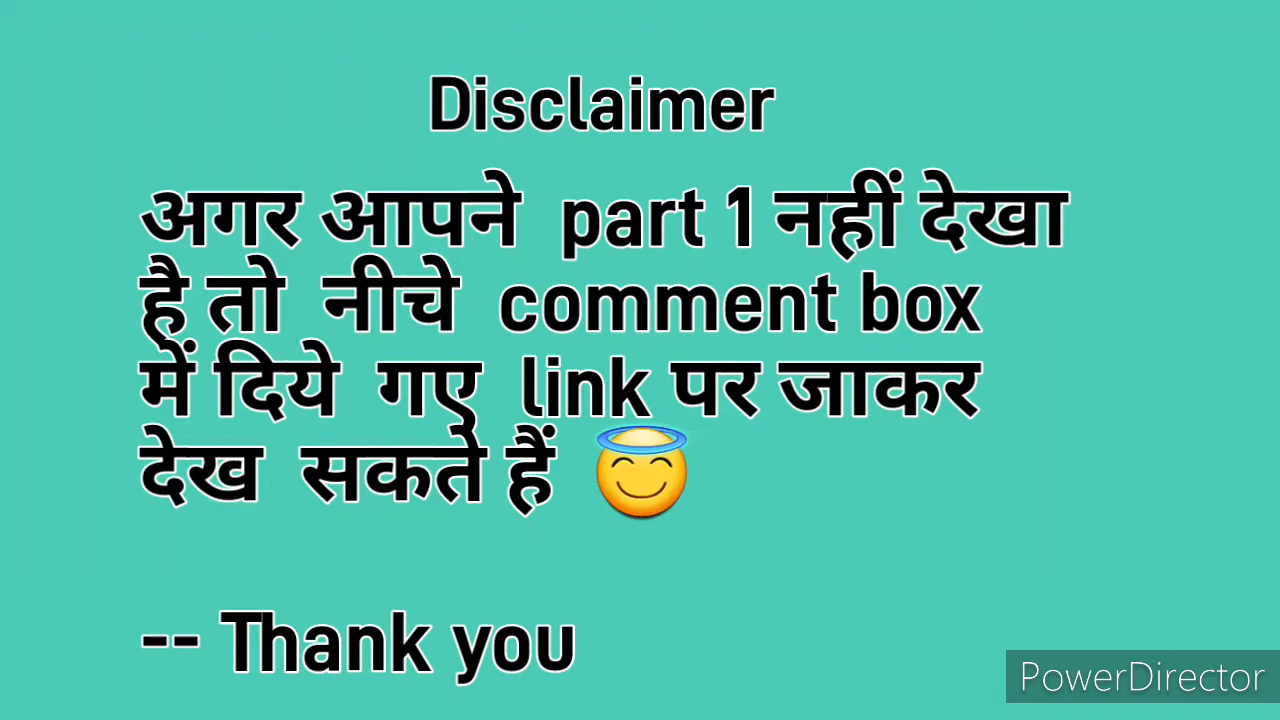 Disclaimer
अगर आपने part 1 नहीं देखा
है तो नीचे comment box
में दिये गए link पर जाकर
देख सकते हैं 😇
-- Thank you
PowerDirector